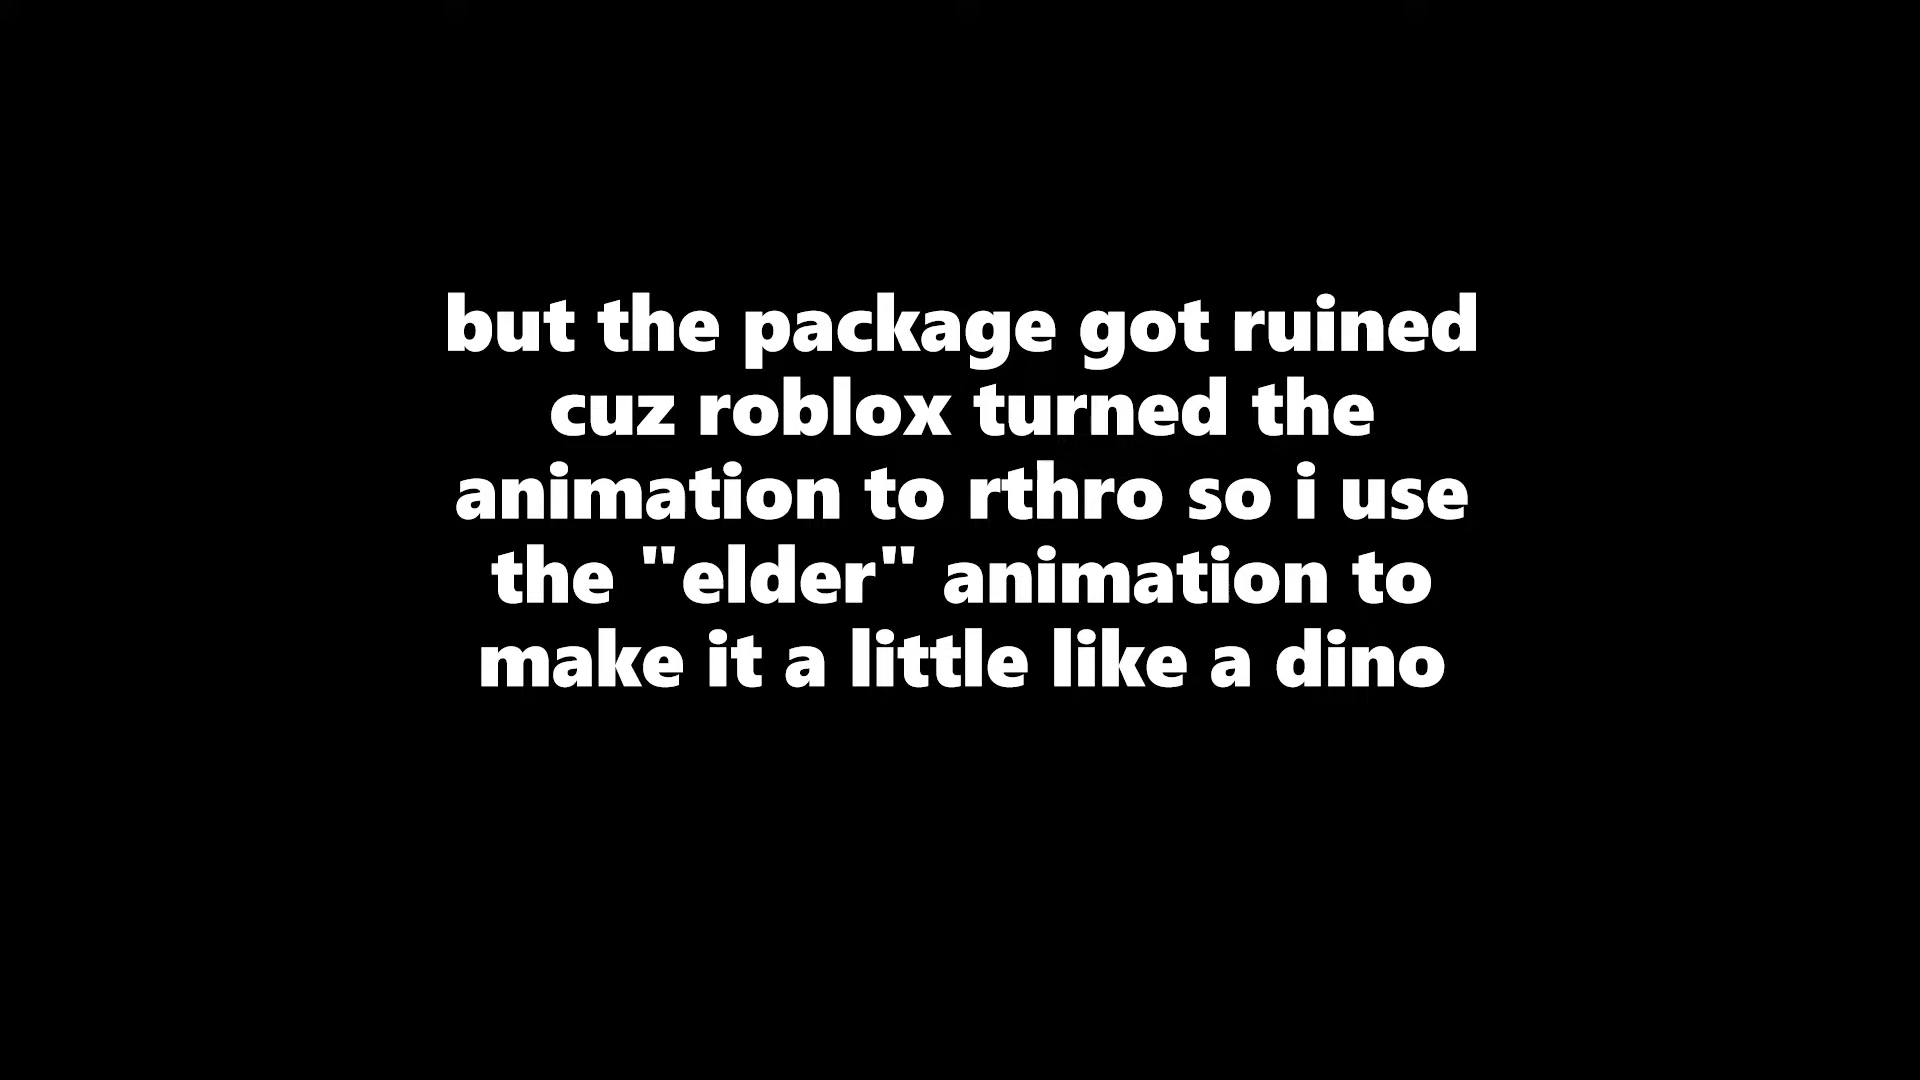 but the package got ruined
cuz roblox turned the
animation to rthro so i use
the "elder" animation to
make it a little like a dino